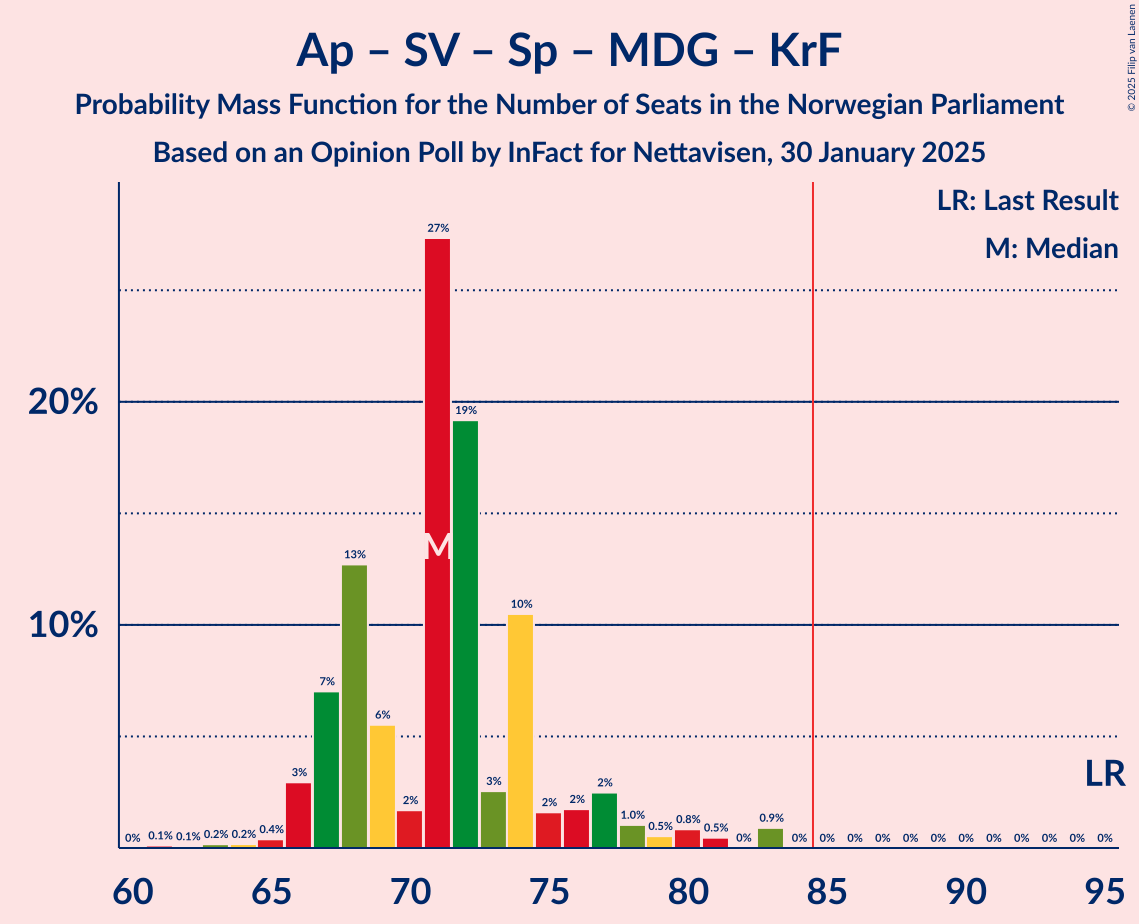 Ap – SV – Sp – MDG – KrF
Probability Mass Function for the Number of Seats in the Norwegian Parliament
Based on an Opinion Poll by InFact for Nettavisen, 30 January 2025
© 2025 Filip van Laenen
LR: Last Result
M: Median
27%
20%
19%
M
13%
10%
10%
7%
6%
LR
3%
3%
2%
2%
2%
2%
0% 0.1% 0.1% 0.2% 0.2% 0.4% 1.0% 0.5% 0.8% 0.5% 0% 0.9% 0% 0% 0% 0% 0% 0% 0% 0% 0% 0% 0%
60 65 70 75 80 85 90 95